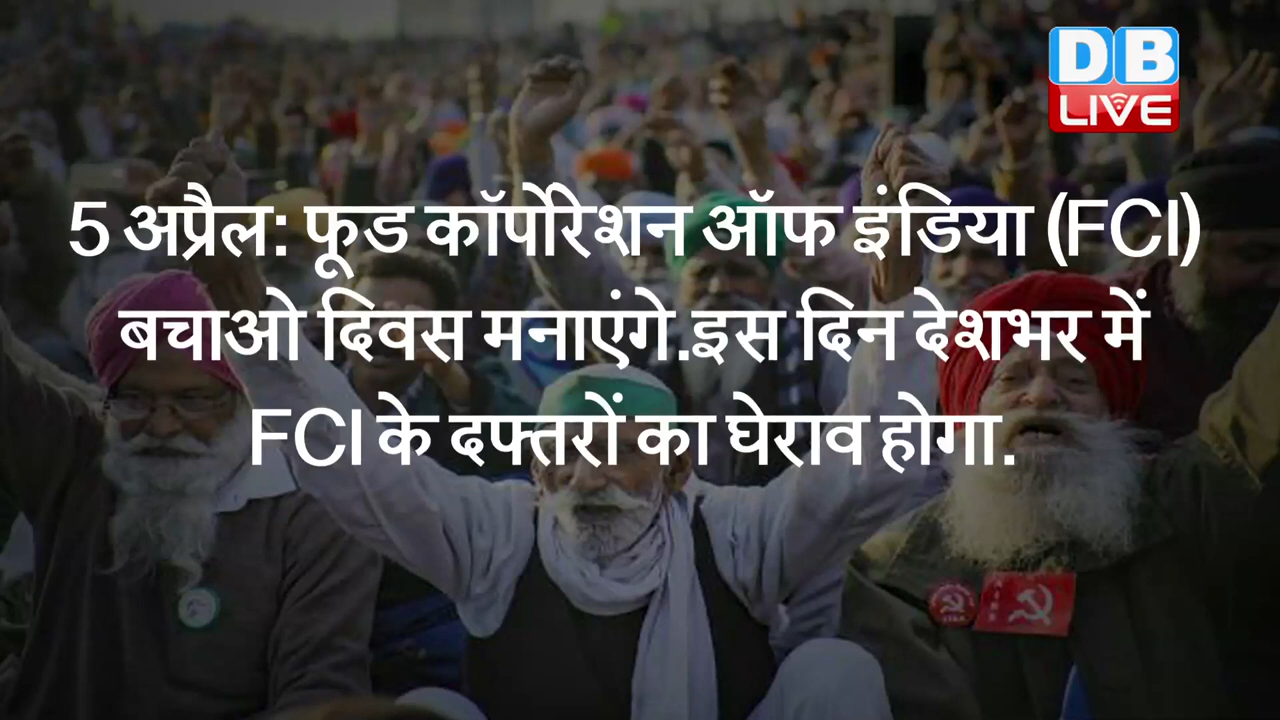 DB
LIVE
5 अप्रैल: फूड कॉर्पोरेशन ऑफ इंडिया (FCI)
बचाओ दिवस मनाएंगे.इस दिन देशभर में
FCI के दफ्तरों का घेराव होगा.